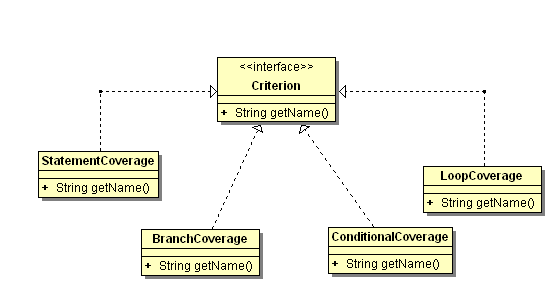 <<interface>>
Criterion
+ String getName()
StatementCoverage
+ String getName()
LoopCoverage
+ String getName()
BranchCoverage
+ String getName()
ConditionalCoverage
+ String getName()